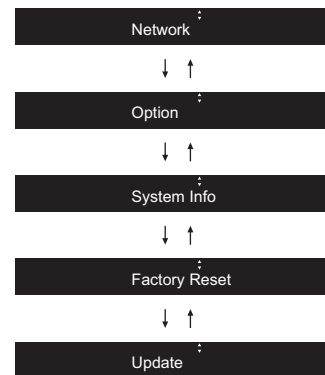 Network
Option
System Info
Factory Reset
Update